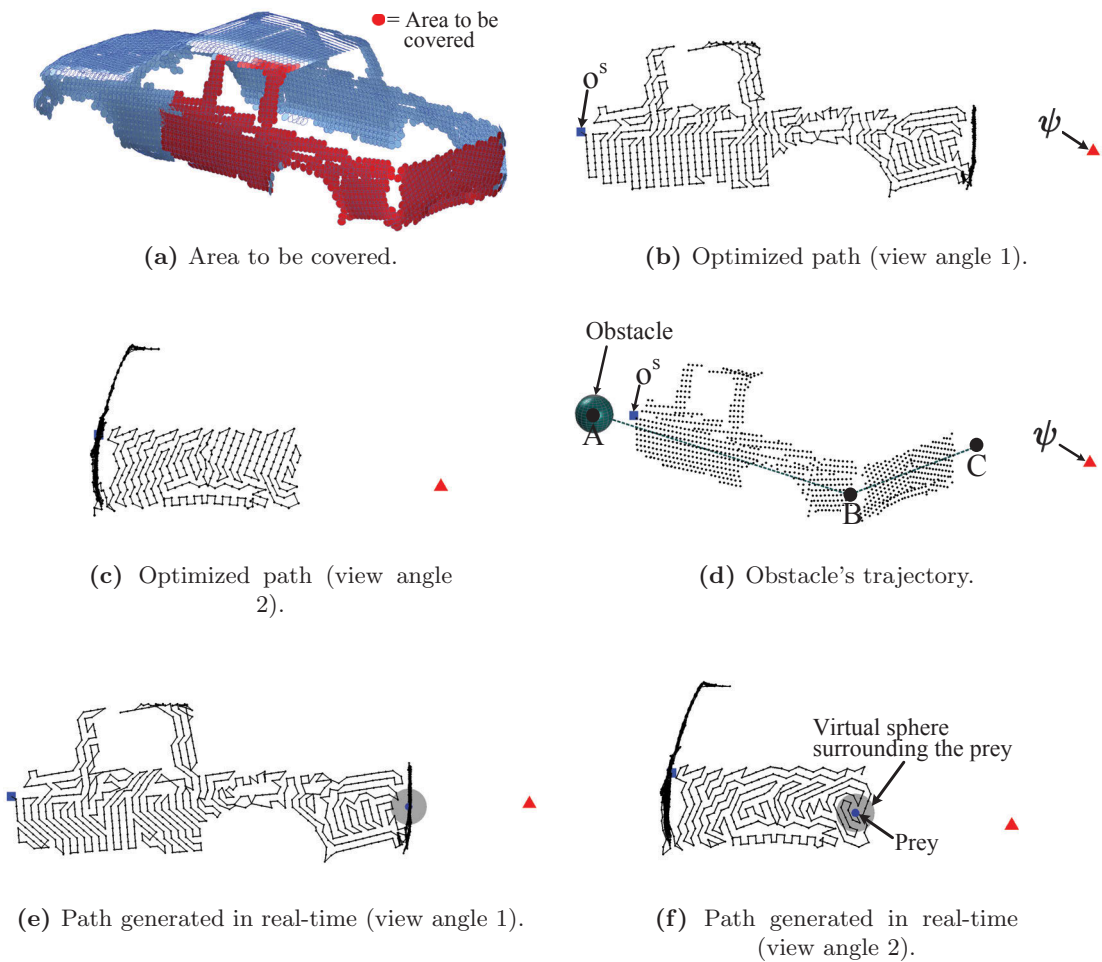 = Area to be
covered
(a) Area to be covered.
oˢ
ψ
(b) Optimized path (view angle 1).
(c) Optimized path (view angle
2).
Obstacle
oˢ
A
B
C
ψ
(d) Obstacle's trajectory.
(e) Path generated in real-time (view angle 1).
Virtual sphere
surrounding the prey
Prey
(f) Path generated in real-time
(view angle 2).